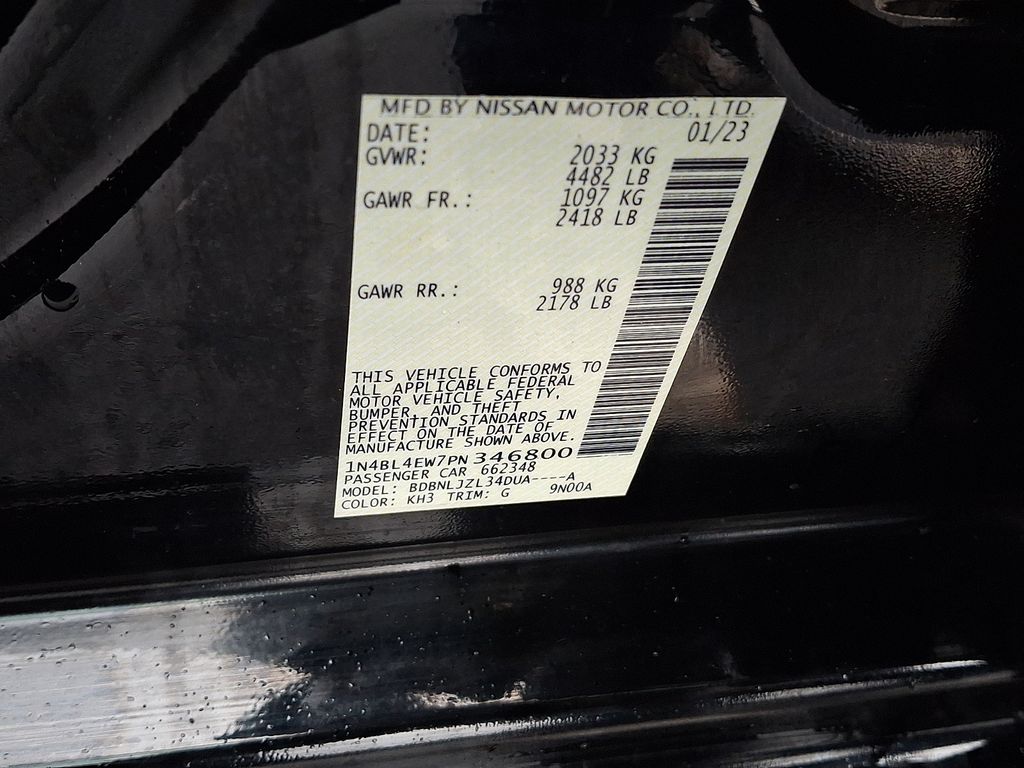 MFD BY NISSAN MOTOR CO., LTD.
DATE: 01/23
GVWR: 2033 KG
4482 LB
GAWR FR.: 1097 KG
2418 LB
GAWR RR.: 988 KG
2178 LB
THIS VEHICLE CONFORMS TO
ALL APPLICABLE FEDERAL
MOTOR VEHICLE SAFETY,
BUMPER, AND THEFT
PREVENTION STANDARDS IN
EFFECT ON THE DATE OF
MANUFACTURE SHOWN ABOVE.
1N4BL4EW7PN346800
PASSENGER CAR 662348
MODEL: BDBNLJZL34DUA----A
COLOR: KH3 TRIM: G 9N00A